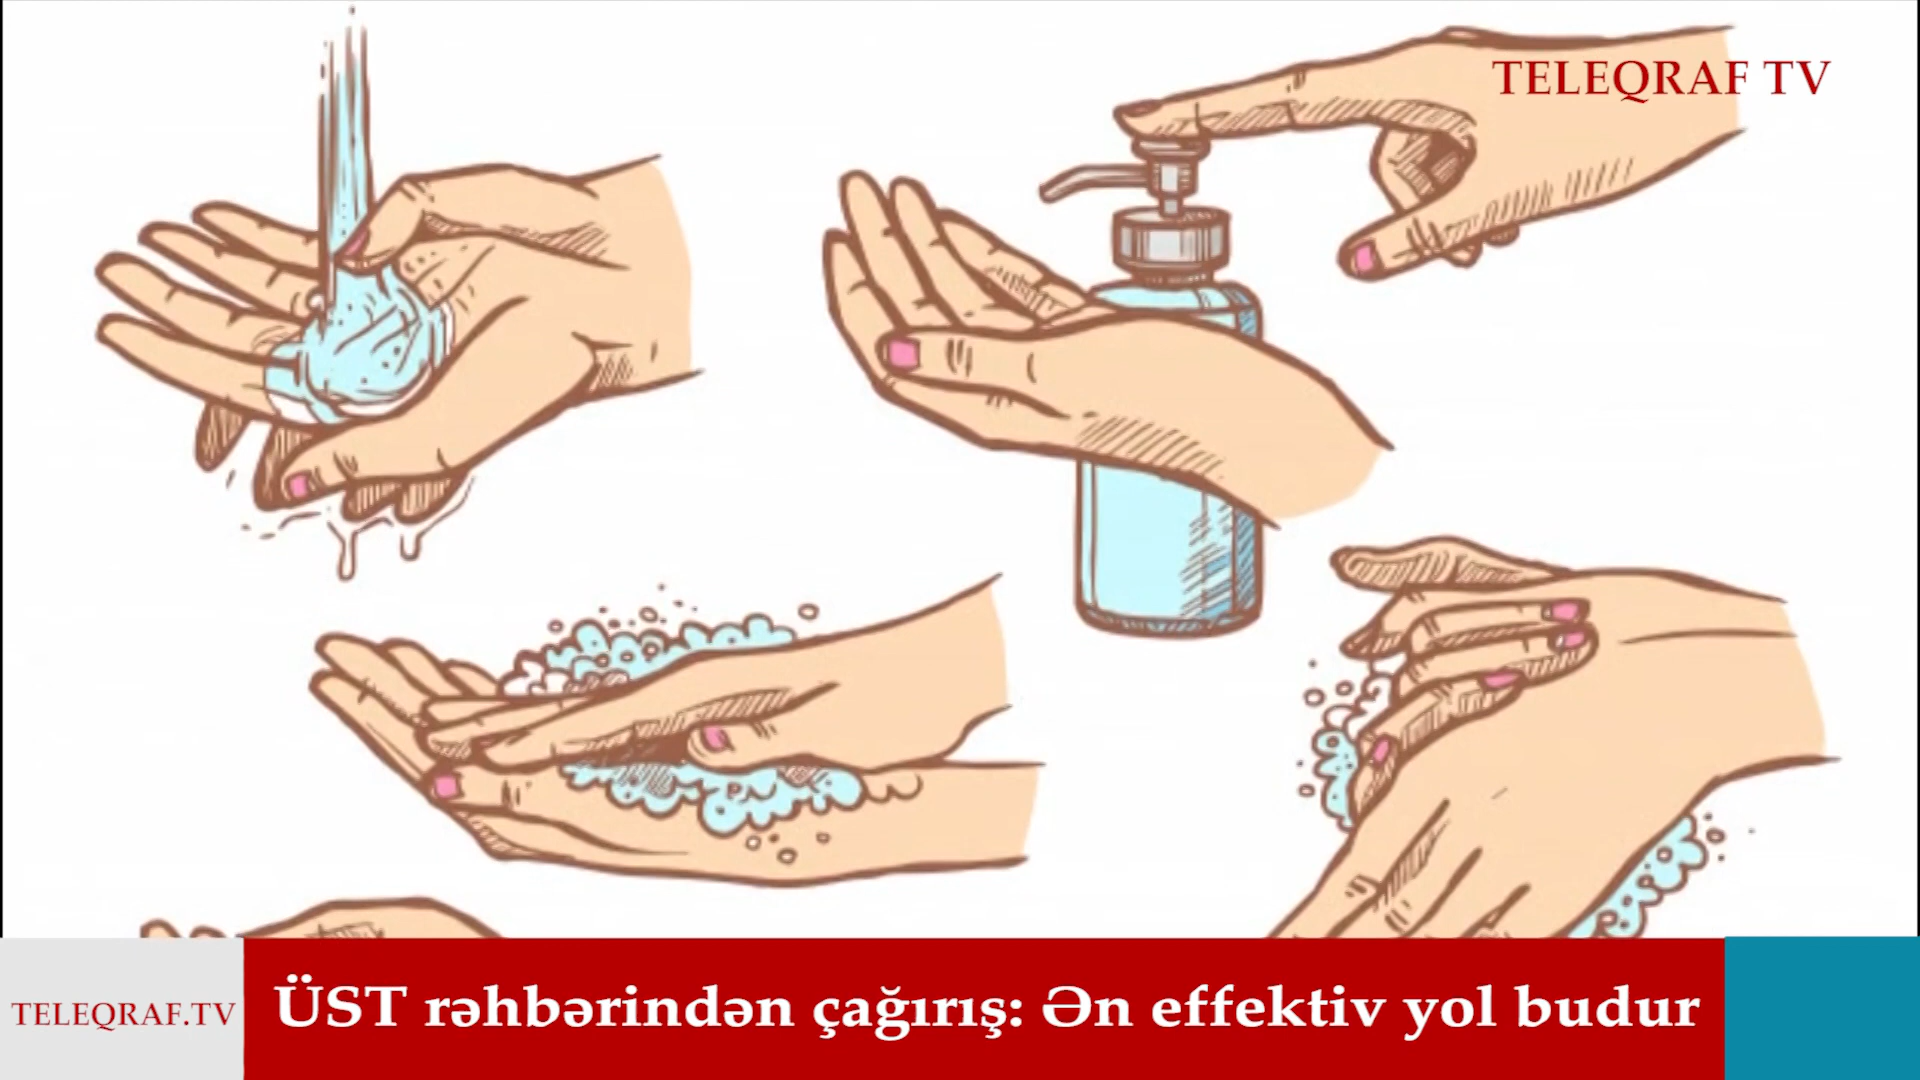 TELEQRAF TV
TELEQRAF.TV
ÜST rəhbərindən çağırış: Ən effektiv yol budur